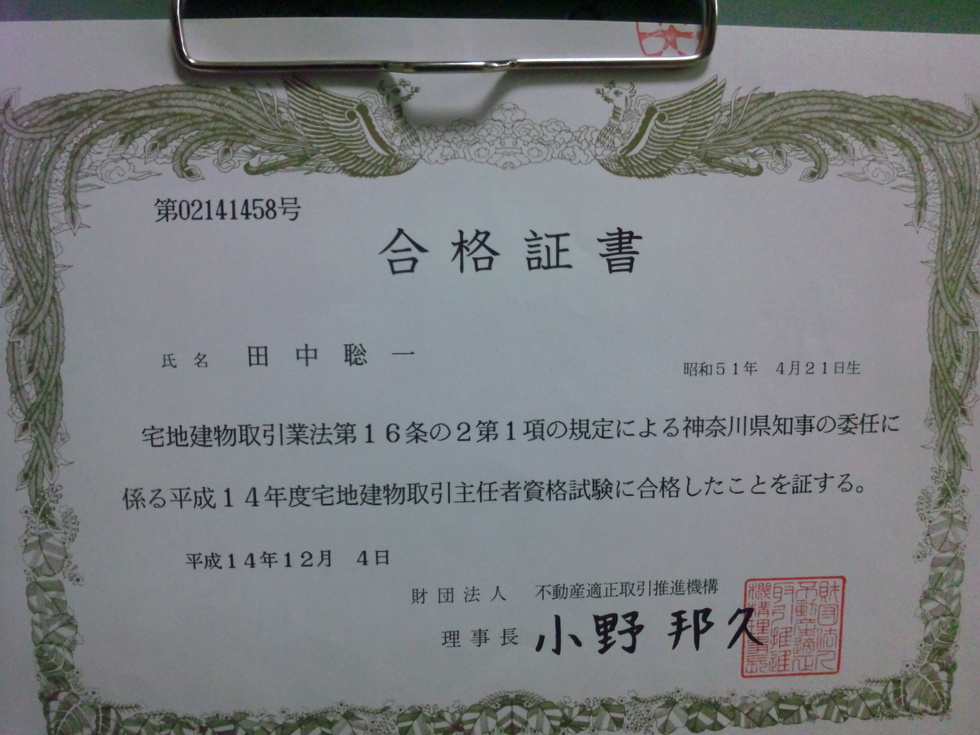 第02141458号
合格証書
氏名 田中聡一
昭和５１年 ４月２１日生
宅地建物取引業法第１６条の２第１項の規定による神奈川県知事の委任に
係る平成１４年度宅地建物取引主任者資格試験に合格したことを証する。
平成１４年１２月 ４日
財団法人 不動産適正取引推進機構
理事長 小野邦久